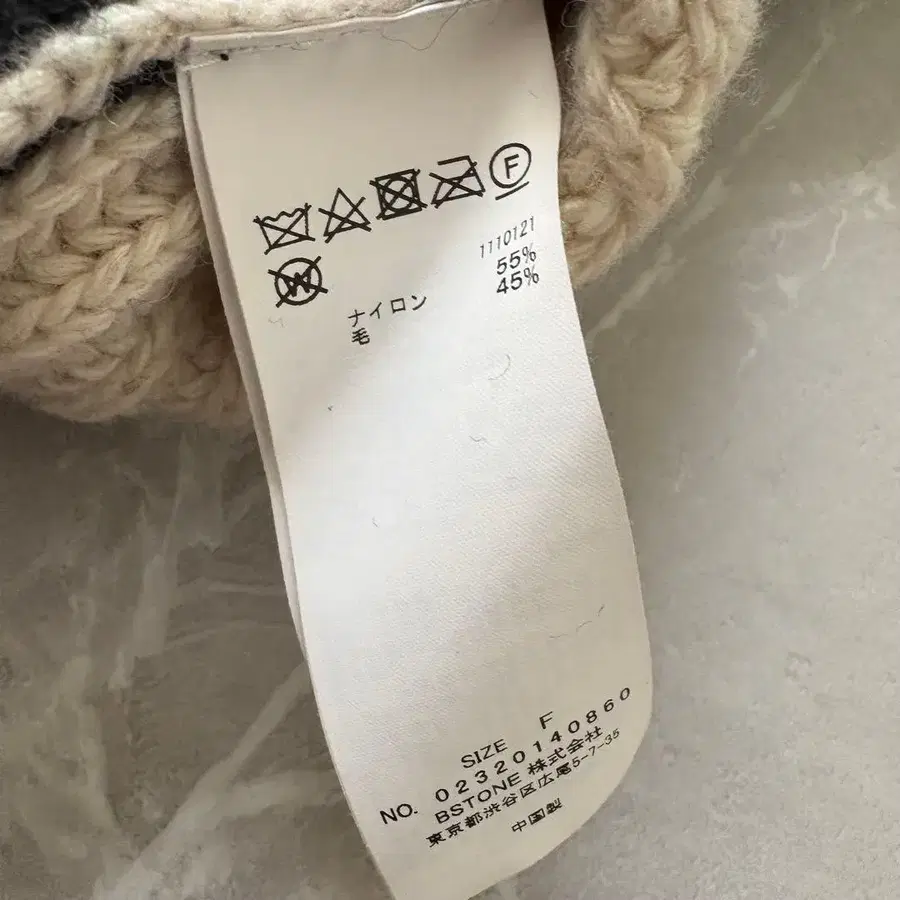 F
W
1110121
ナイロン 55%
毛 45%
SIZE F
NO. 02320140860
BSTONE 株式会社
東京都渋谷区広尾5-7-35
中国製